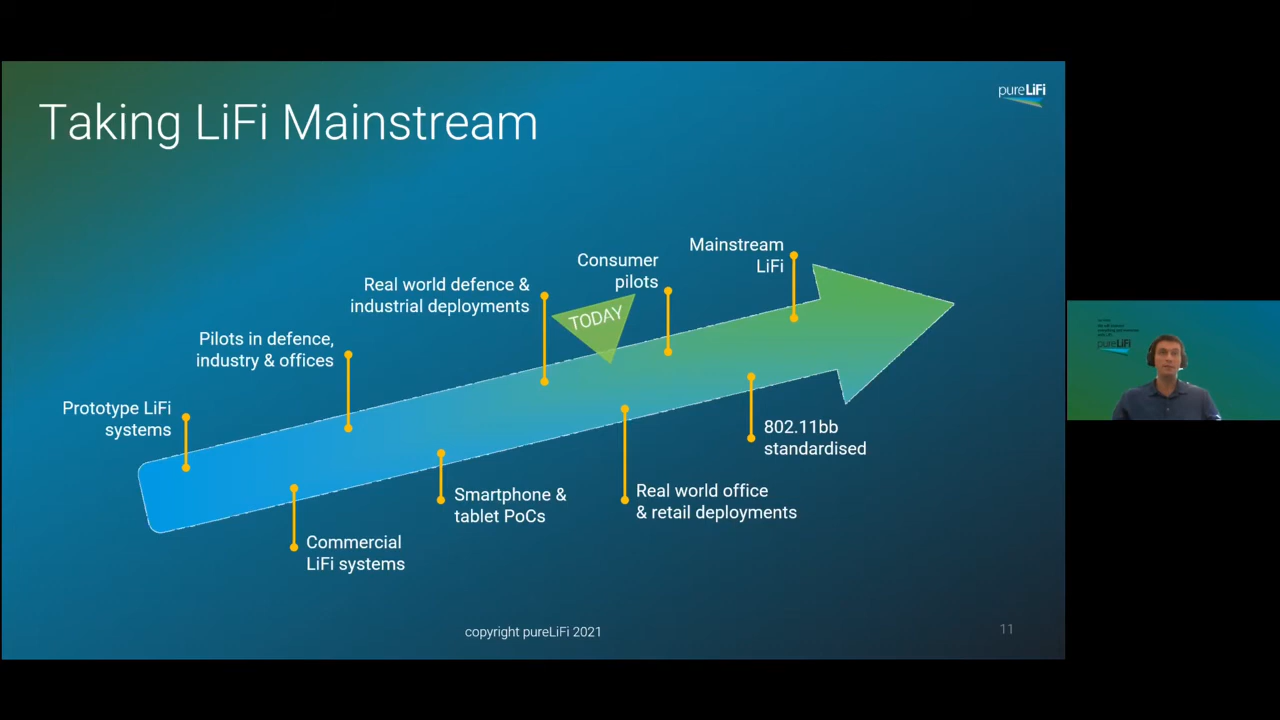 Taking LiFi Mainstream
pureLiFi
Mainstream
LiFi
Consumer
pilots
Real world defence &
industrial deployments
TODAY
Pilots in defence,
industry & offices
Prototype LiFi
systems
802.11bb
standardised
Smartphone &
tablet PoCs
Real world office
& retail deployments
Commercial
LiFi systems
copyright pureLiFi 2021
11
pureLiFi